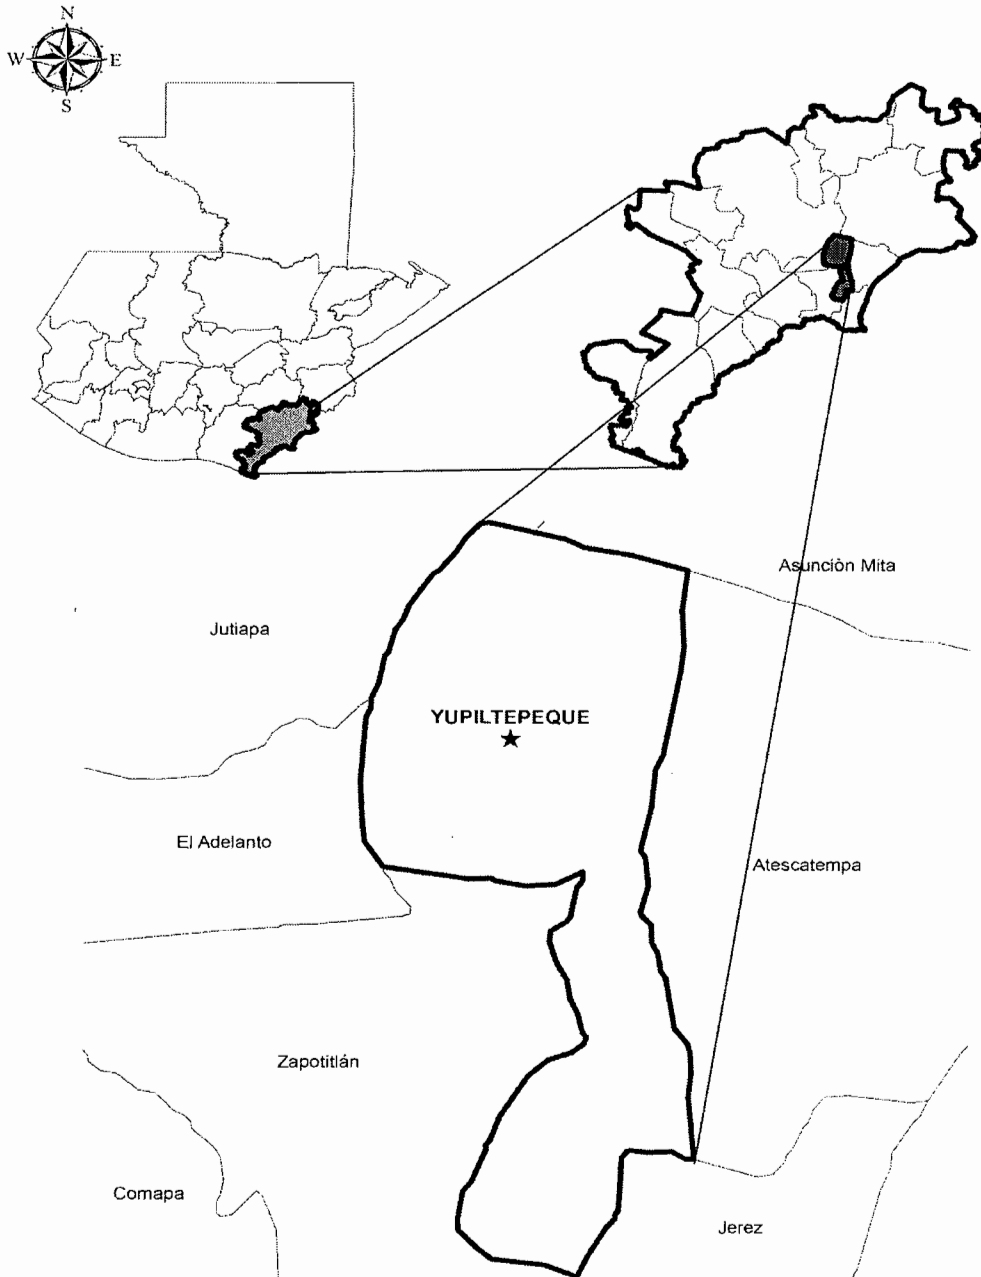 N
W E
S
Asunción Mita
Jutiapa
YUPILTEPEQUE
El Adelanto
Atescatempa
Zapotitlán
Comapa
Jerez